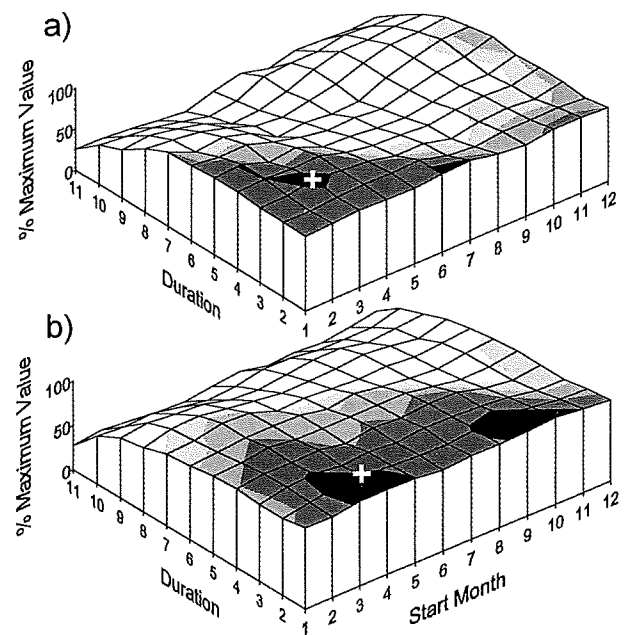 a)
% Maximum Value
100
50
0
11 10 9 8 7 6 5 4 3 2 1
Duration
2 3 4 5 6 7 8 9 10 11 12
b)
% Maximum Value
100
50
0
11 10 9 8 7 6 5 4 3 2 1
Duration
2 3 4 5 6 7 8 9 10 11 12
Start Month